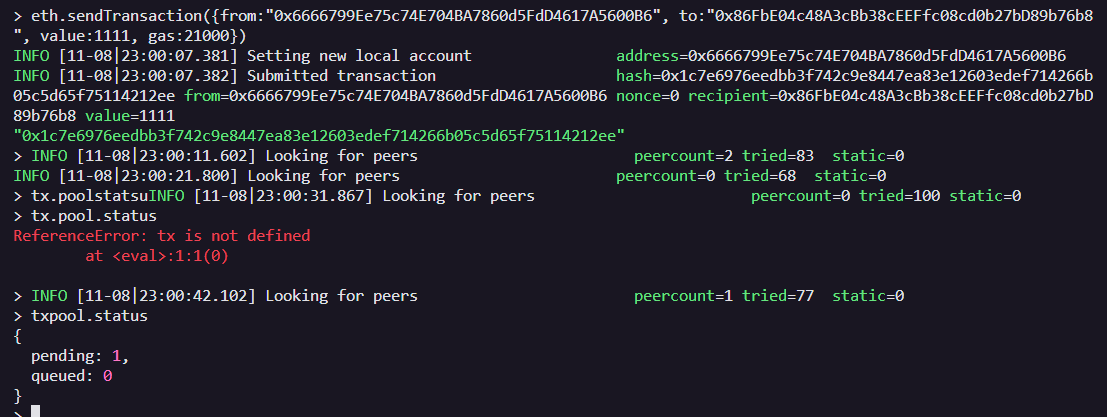 > eth.sendTransaction({from:"0x6666799Ee75c74E704BA7860d5FdD4617A5600B6", to:"0x86FbE04c48A3cBb38cEEFfc08cd0b27bD89b76b8
", value:1111, gas:21000})
INFO [11-08|23:00:07.381] Setting new local account address=0x6666799Ee75c74E704BA7860d5FdD4617A5600B6
INFO [11-08|23:00:07.382] Submitted transaction hash=0x1c7e6976eedbb3f742c9e8447ea83e12603edef714266b
05c5d65f75114212ee from=0x6666799Ee75c74E704BA7860d5FdD4617A5600B6 nonce=0 recipient=0x86FbE04c48A3cBb38cEEFfc08cd0b27bD
89b76b8 value=1111
"0x1c7e6976eedbb3f742c9e8447ea83e12603edef714266b05c5d65f75114212ee"
> INFO [11-08|23:00:11.602] Looking for peers peercount=2 tried=83 static=0
INFO [11-08|23:00:21.800] Looking for peers peercount=0 tried=68 static=0
> tx.poolstatsuINFO [11-08|23:00:31.867] Looking for peers peercount=0 tried=100 static=0
> tx.pool.status
ReferenceError: tx is not defined
at <eval>:1:1(0)
> INFO [11-08|23:00:42.102] Looking for peers peercount=1 tried=77 static=0
> txpool.status
{
pending: 1,
queued: 0
}
>